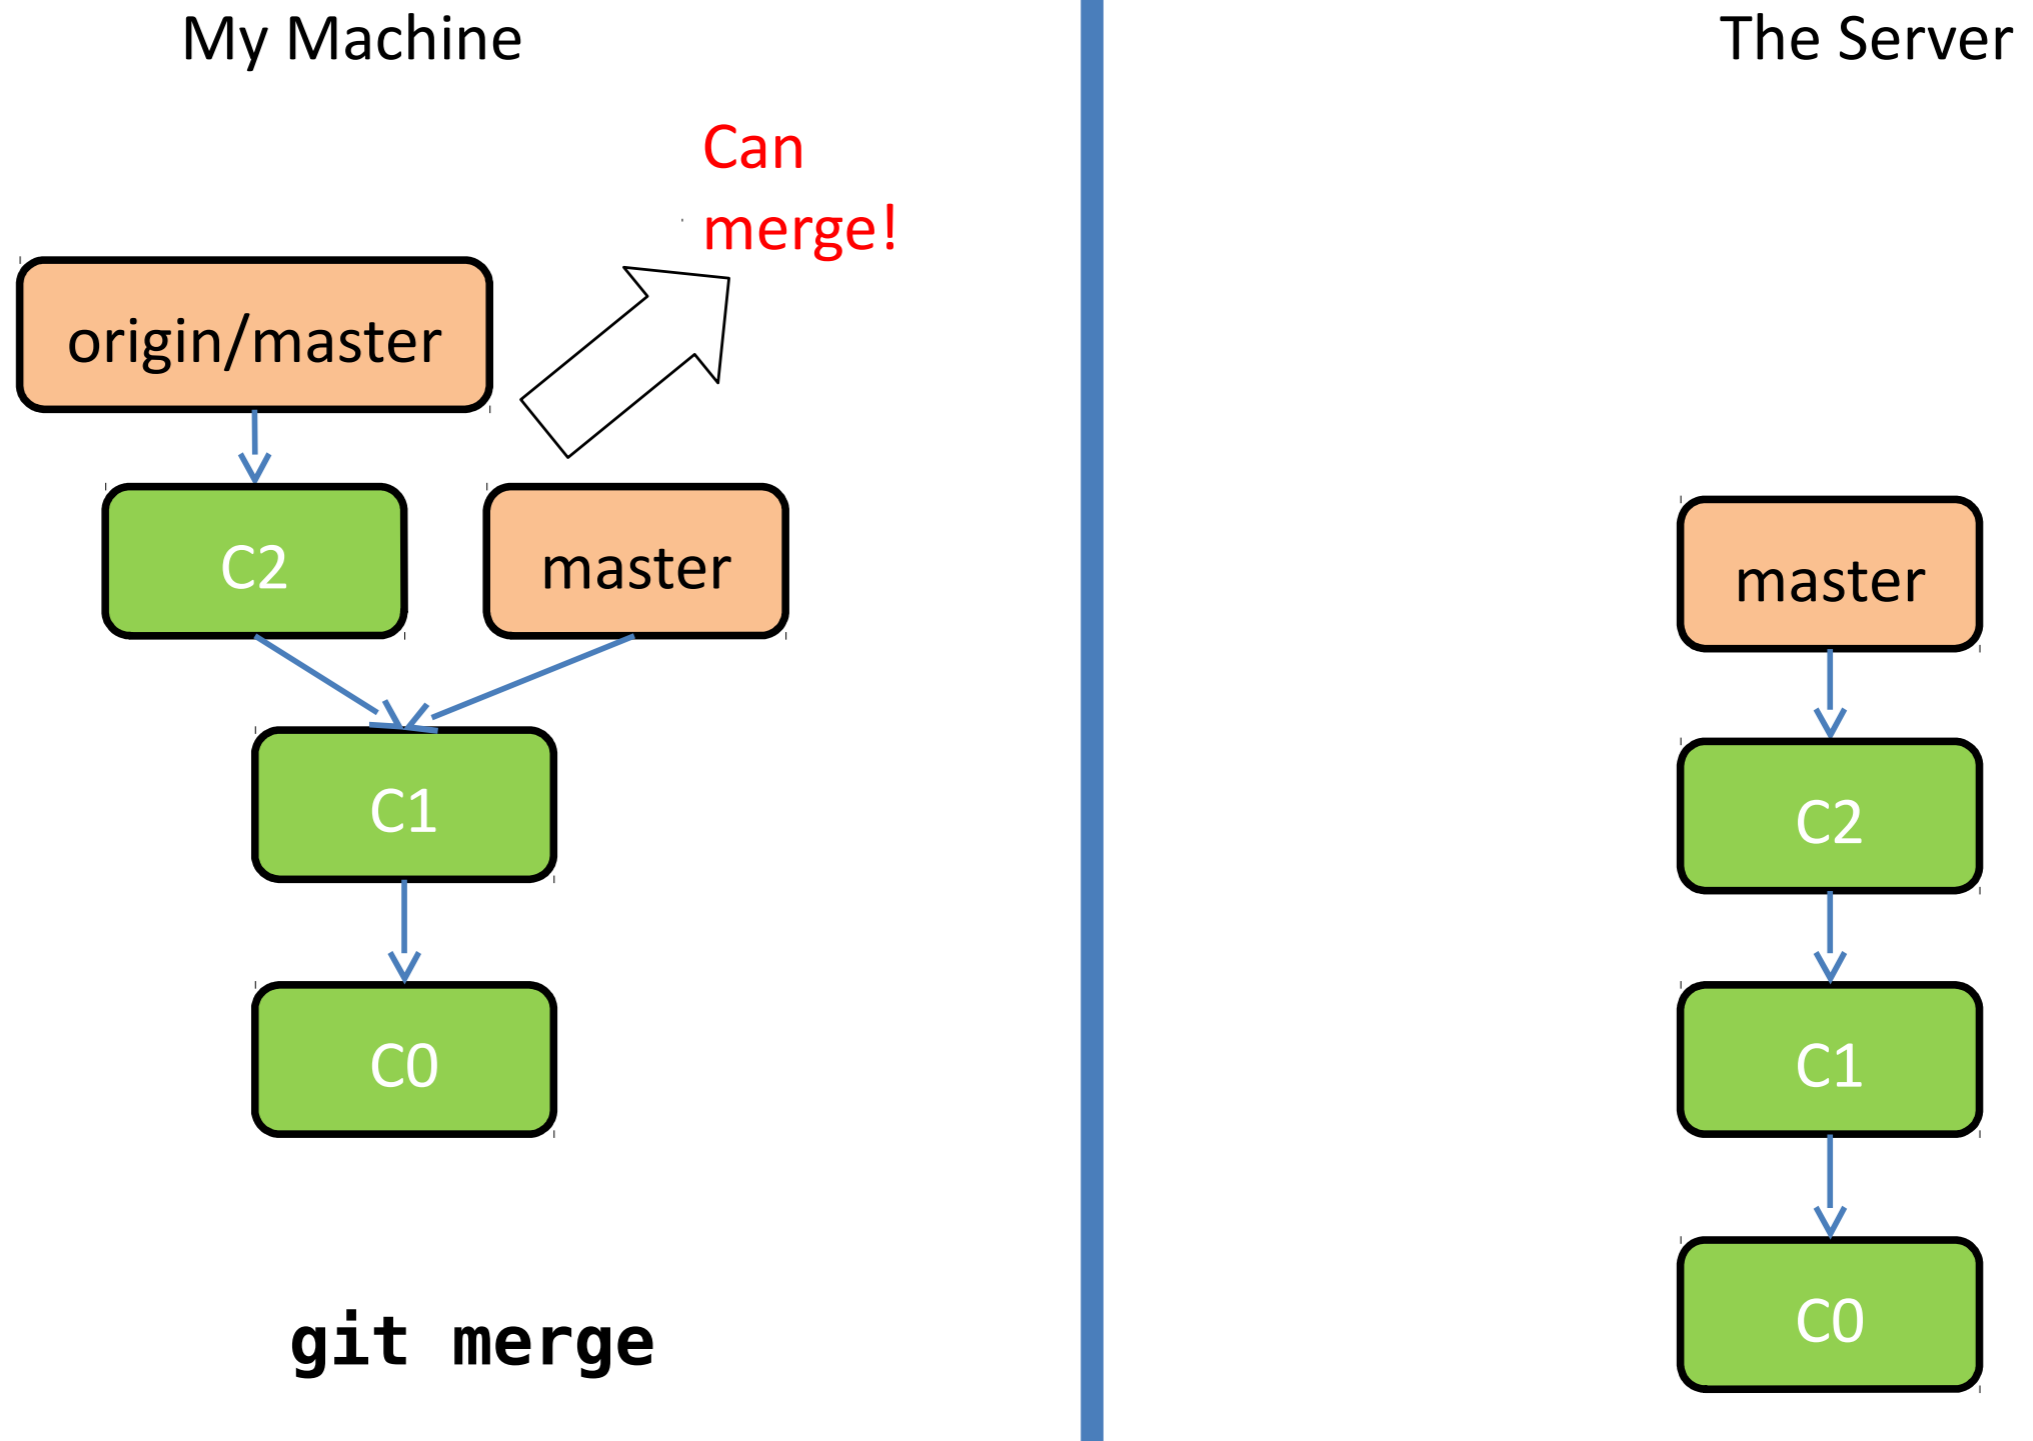 My Machine
The Server
Can
merge!
origin/master
C2
master
C1
C0
git merge
master
C2
C1
C0